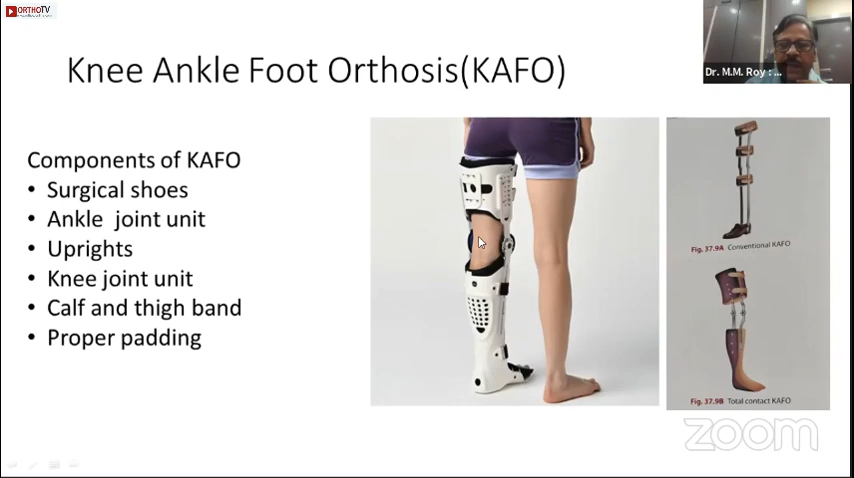 ORTHOTV
Dr. M.M. Roy : ...
Knee Ankle Foot Orthosis(KAFO)
Components of KAFO
• Surgical shoes
• Ankle joint unit
• Uprights
• Knee joint unit
• Calf and thigh band
• Proper padding
Fig. 37.9A Conventional KAFO
Fig. 37.9B Total contact KAFO
zoom